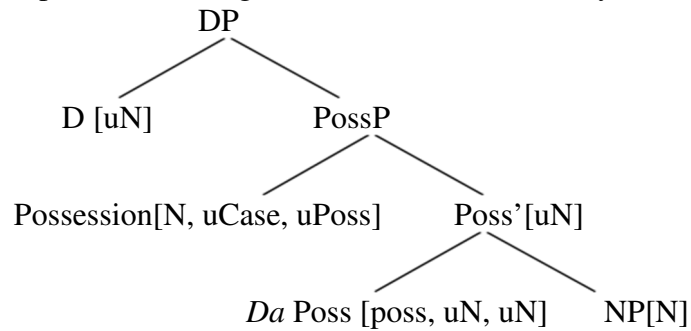 DP
D [uN] PossP
Possession[N, uCase, uPoss] Poss’[uN]
Da Poss [poss, uN, uN] NP[N]